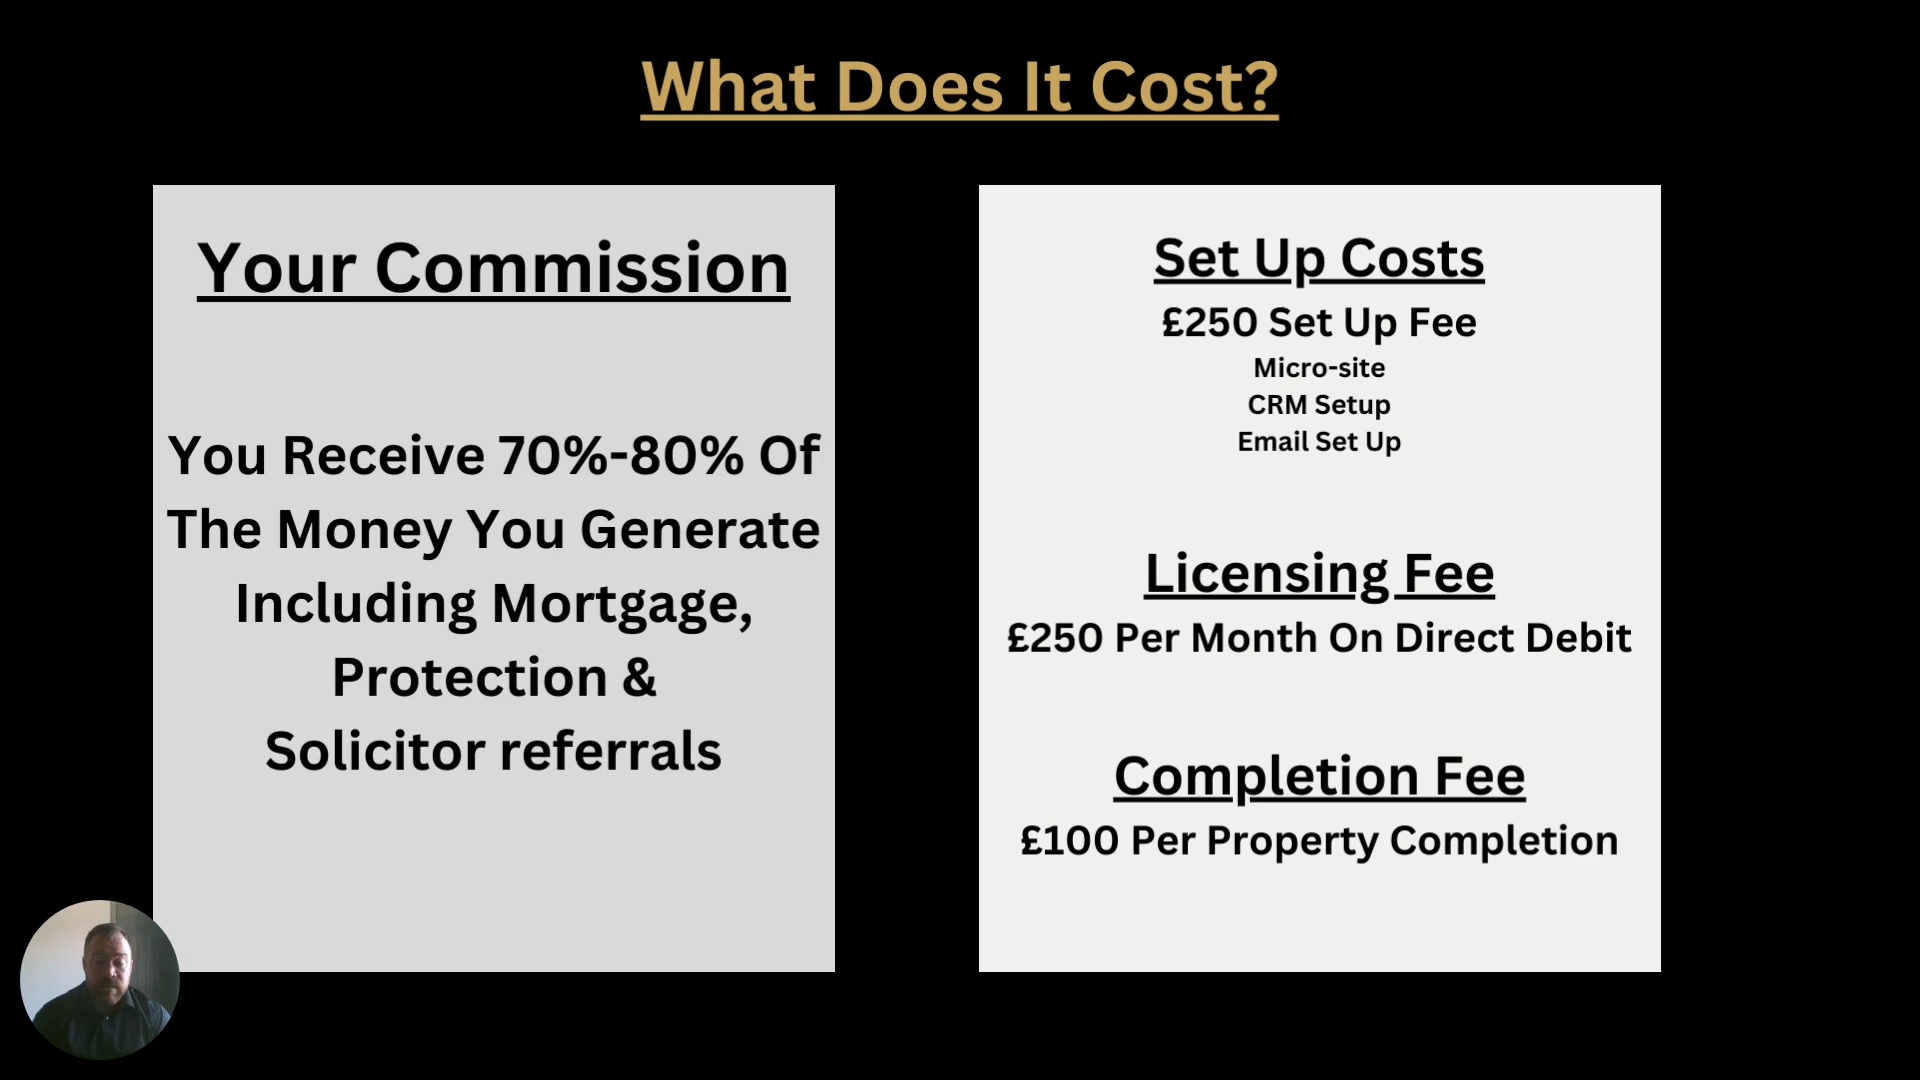 What Does It Cost?
Your Commission
You Receive 70%-80% Of
The Money You Generate
Including Mortgage,
Protection &
Solicitor referrals
Set Up Costs
£250 Set Up Fee
Micro-site
CRM Setup
Email Set Up
Licensing Fee
£250 Per Month On Direct Debit
Completion Fee
£100 Per Property Completion